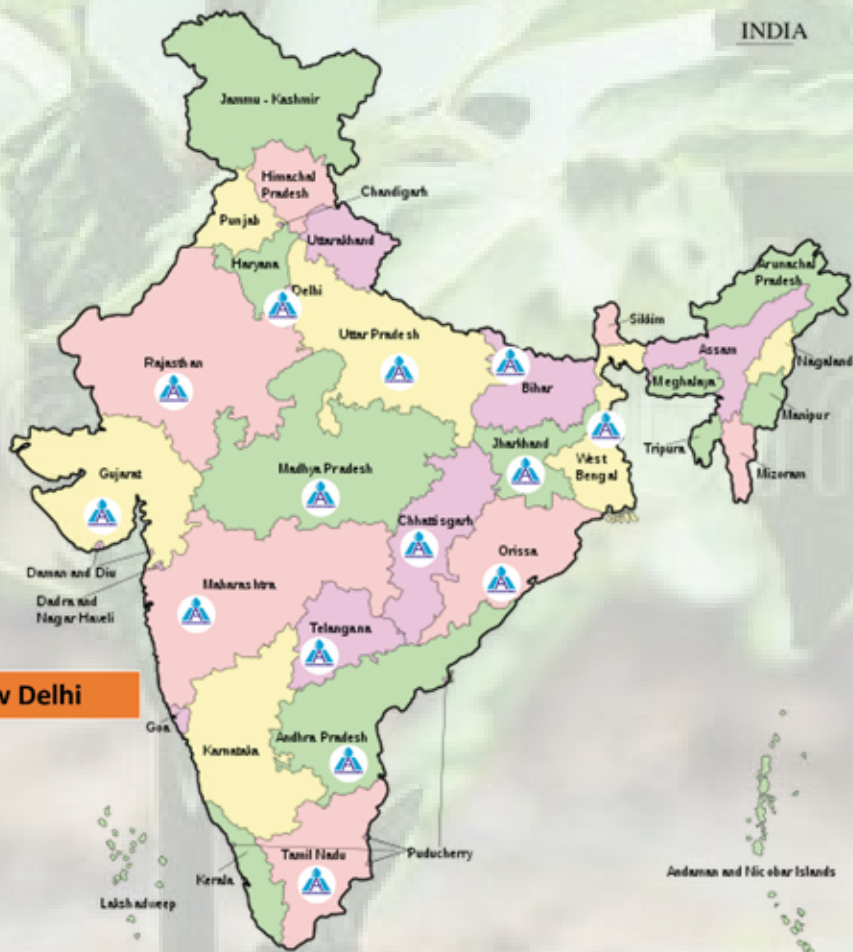 INDIA
Jammu - Kashmir
Himachal
Pradesh
Chandigarh
Punjab
Uttarakhand
Haryana
Delhi
Arunachal
Pradesh
Sikkim
Uttar Pradesh
Assam
Nagaland
Rajasthan
Meghalaya
Bihar
Manipur
Jharkhand
Tripura
West
Bengal
Madhya Pradesh
Gujarat
Mizoram
Chhattisgarh
Orissa
Daman and Diu
Maharashtra
Dadra and
Nagar Haveli
Telangana
Delhi
Goa
Andhra Pradesh
Karnataka
Puducherry
Tamil Nadu
Andaman and Nicobar Islands
Kerala
Lakshadweep